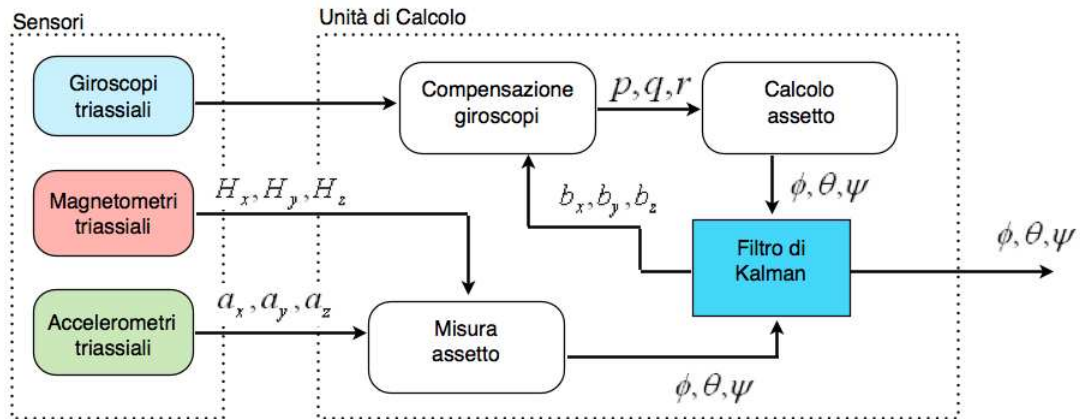 Sensori
Unità di Calcolo
Giroscopi
triassiali
Compensazione
giroscopi
p,q,r
Calcolo
assetto
Magnetometri
triassiali
H_x, H_y, H_z
b_x, b_y, b_z
ϕ,θ,ψ
Filtro di
Kalman
ϕ,θ,ψ
Accelerometri
triassiali
a_x, a_y, a_z
Misura
assetto
ϕ,θ,ψ